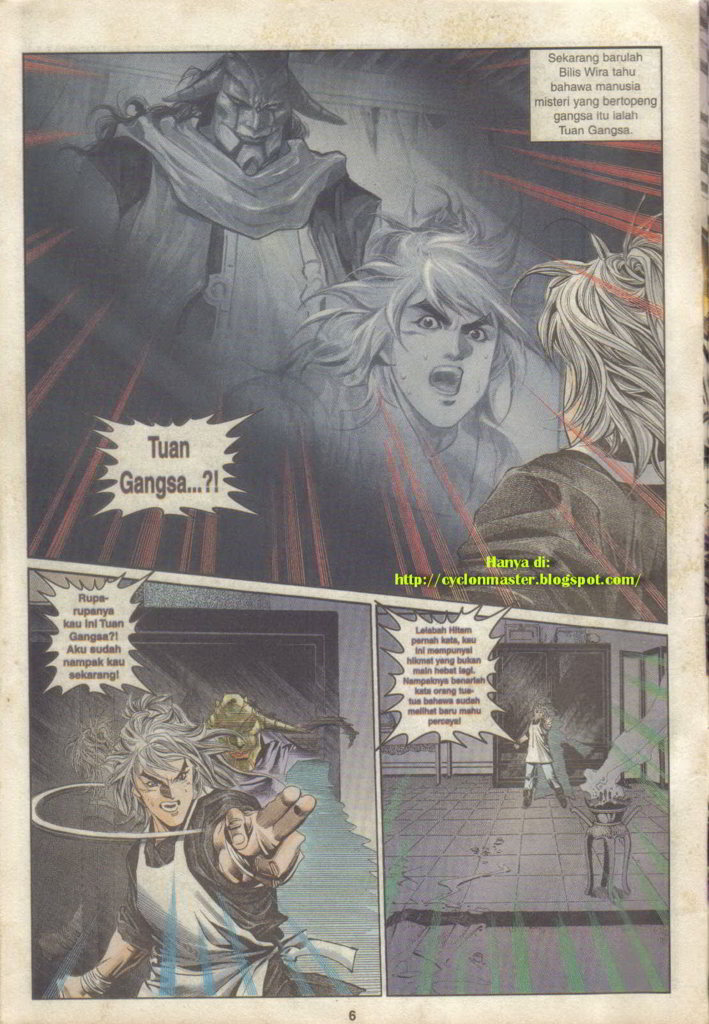 Sekarang barulah
Bilis Wira tahu
bahawa manusia
misteri yang bertopeng
gangsa itu ialah
Tuan Gangsa.
Tuan
Gangsa...?!
Hanya di:
http://cyclonmaster.blogspot.com/
Rupa-
rupanya
kau ini Tuan
Gangsa?!
Aku sudah
nampak kau
sekarang!
Lelabah Hitam
pernah kata, kau
ini mempunyai
hikmat yang bukan
main hebat lagi.
Nampaknya benarlah
kata orang tua-
tua bahawa sudah
melihat baru mahu
percaya!
6